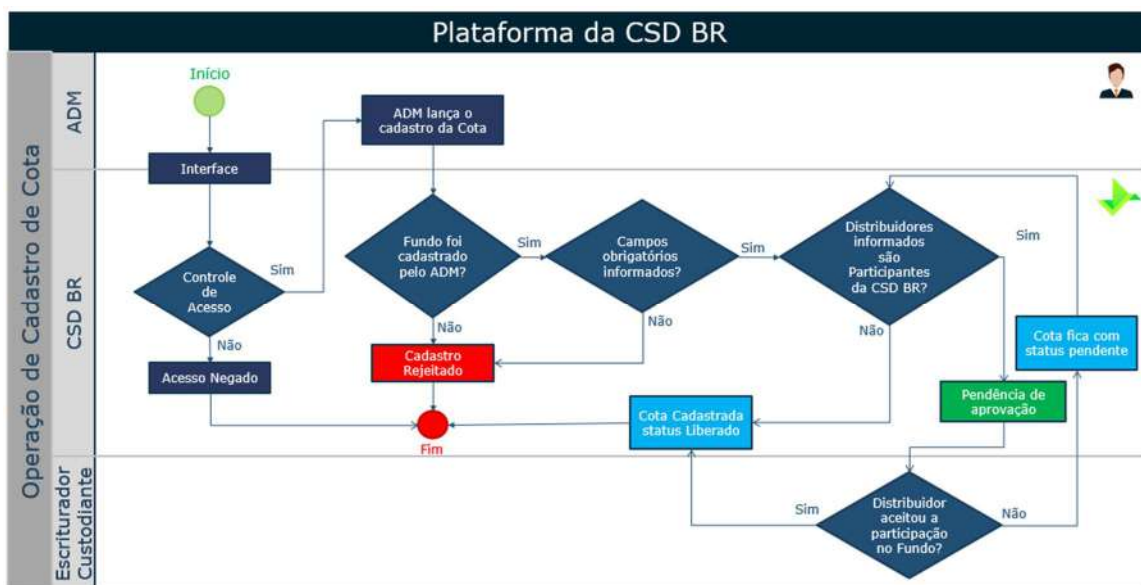 Plataforma da CSD BR
Operação de Cadastro de Cota
ADM
Início
Interface
ADM lança o
cadastro da Cota
CSD BR
Controle
de
Acesso
Sim
Não
Acesso Negado
Fundo foi
cadastrado
pelo ADM?
Sim
Não
Cadastro
Rejeitado
Fim
Campos
obrigatórios
informados?
Sim
Não
Distribuidores
informados
são
Participantes
da CSD BR?
Sim
Não
Cota fica com
status pendente
Pendência de
aprovação
Cota Cadastrada
status Liberado
Escriturador
Custodiante
Sim
Distribuidor
aceitou a
participação
no Fundo?
Não